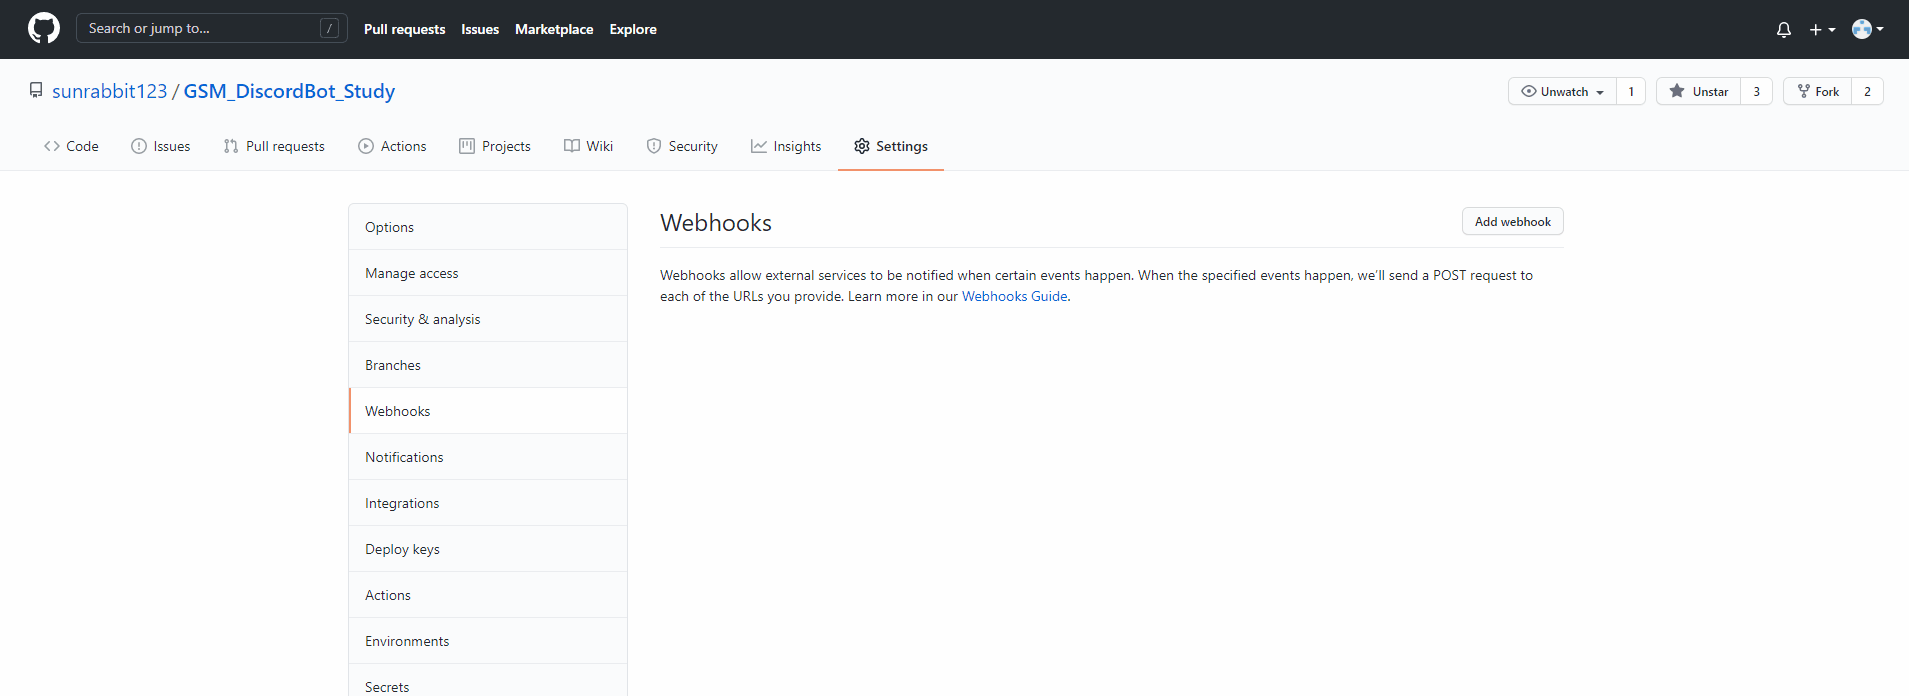 Search or jump to... /
Pull requests Issues Marketplace Explore
sunrabbit123 / GSM_DiscordBot_Study
Unwatch 1 Unstar 3 Fork 2
Code Issues Pull requests Actions Projects Wiki Security Insights Settings
Options
Manage access
Security & analysis
Branches
Webhooks
Notifications
Integrations
Deploy keys
Actions
Environments
Secrets
Webhooks
Add webhook
Webhooks allow external services to be notified when certain events happen. When the specified events happen, we'll send a POST request to
each of the URLs you provide. Learn more in our Webhooks Guide.